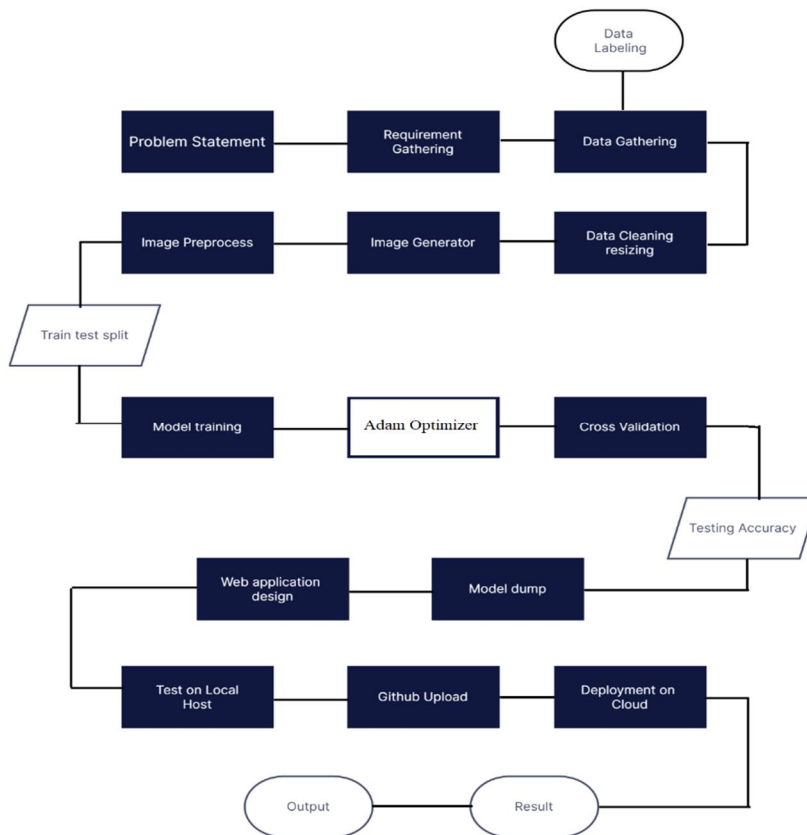 Data
Labeling
Problem Statement
Requirement
Gathering
Data Gathering
Image Preprocess
Image Generator
Data Cleaning
resizing
Train test split
Model training
Adam Optimizer
Cross Validation
Testing Accuracy
Web application
design
Model dump
Test on Local
Host
Github Upload
Deployment on
Cloud
Output
Result